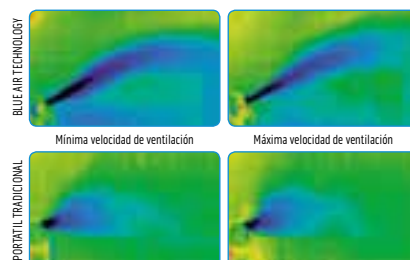 BLUE AIR TECHNOLOGY
Mínima velocidad de ventilación
Máxima velocidad de ventilación
PORTÁTIL TRADICIONAL